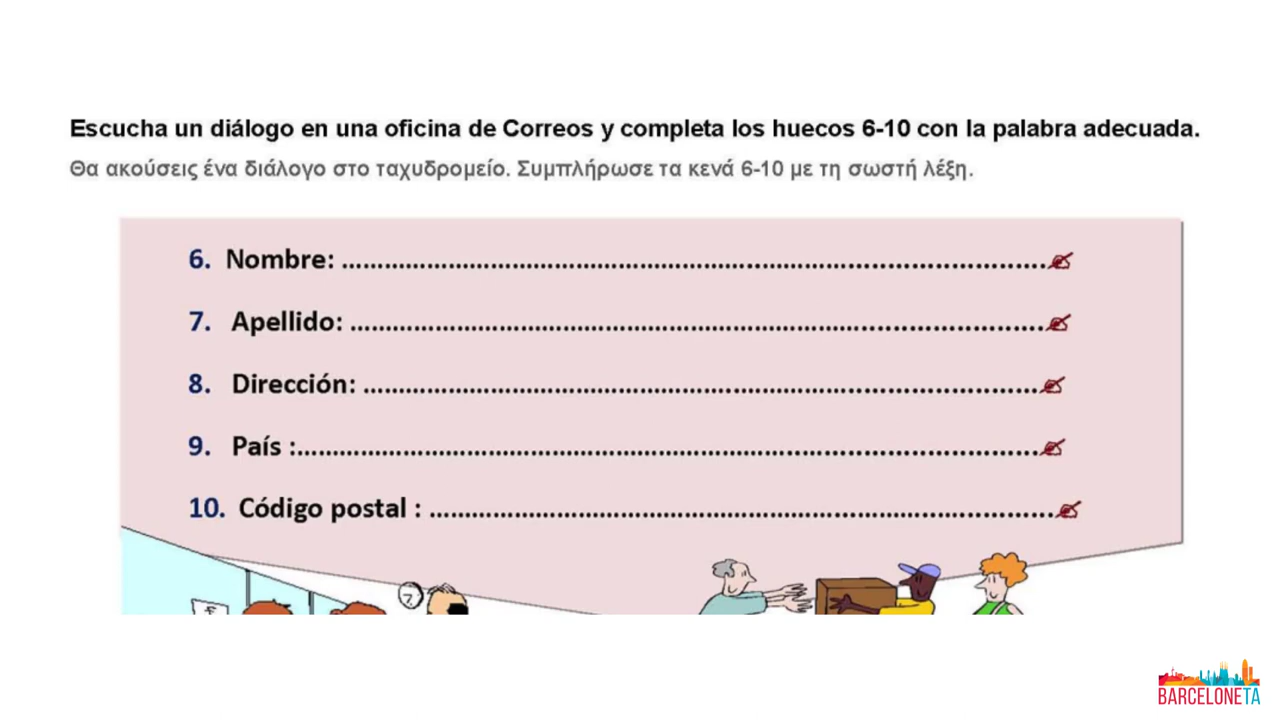 Escucha un diálogo en una oficina de Correos y completa los huecos 6-10 con la palabra adecuada.
Θα ακούσεις ένα διάλογο στο ταχυδρομείο. Συμπλήρωσε τα κενά 6-10 με τη σωστή λέξη.
6. Nombre: ........................................................................................................
7. Apellido: ........................................................................................................
8. Dirección: ........................................................................................................
9. País :........................................................................................................
10. Código postal : ........................................................................................................
BARCELONETA